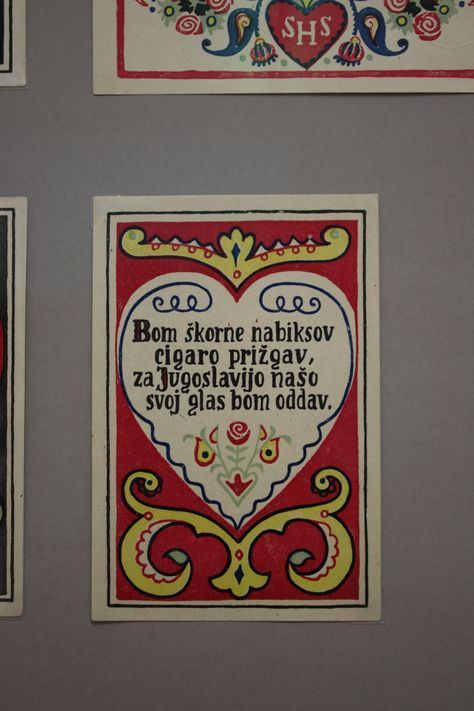 SHS
Bom škorne nabiksov
cigaro prižgav,
za Jugoslavijo našo
svoj glas bom oddav.